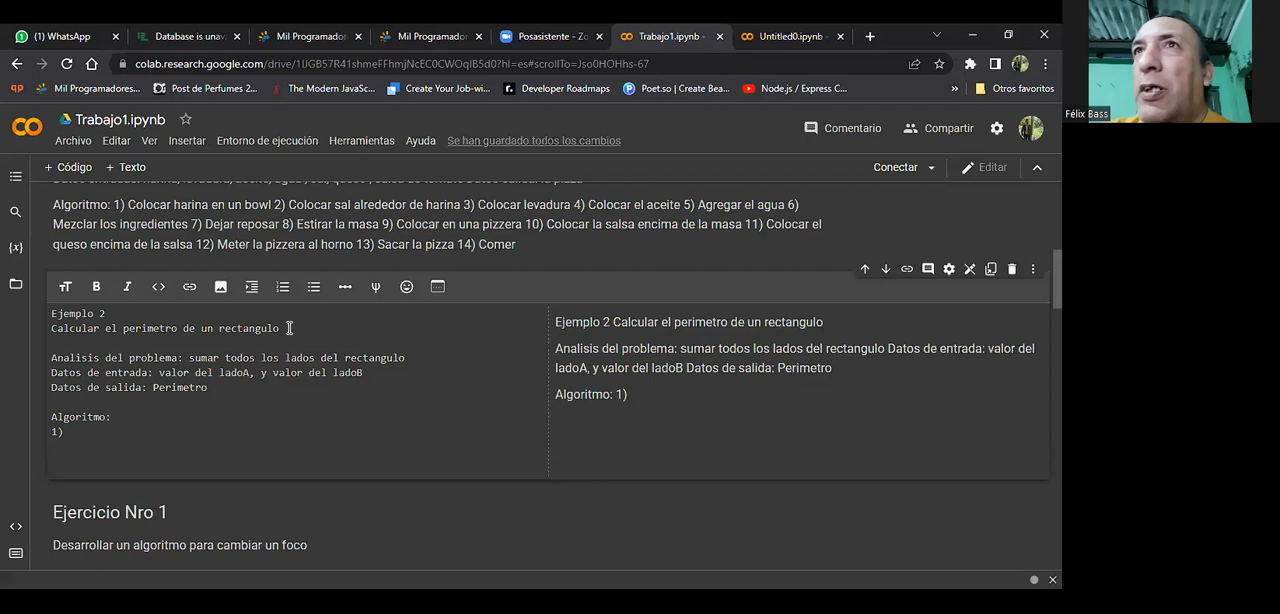 (1) WhatsApp
Database is unav
Mil Programador
Mil Programador
Posasistente - Zo
Trabajo1.ipynb -
Untitled0.ipynb -
colab.research.google.com/drive/1IJGB57R41shmeFFhmjNcEC0CWOqIB5d0?hl=es#scrollTo=Jso0HOHhs-67
Mil Programadores...
Post de Perfumes 2...
The Modern JavaS...
Create Your Job-wi...
Developer Roadmaps
Poet.so | Create Bea...
Node.js / Express C...
»
Otros favoritos
Trabajo1.ipynb
Archivo Editar Ver Insertar Entorno de ejecución Herramientas Ayuda Se han guardado todos los cambios
Comentario
Compartir
+ Código + Texto
Conectar
Editar
Algoritmo: 1) Colocar harina en un bowl 2) Colocar sal alrededor de harina 3) Colocar levadura 4) Colocar el aceite 5) Agregar el agua 6)
Mezclar los ingredientes 7) Dejar reposar 8) Estirar la masa 9) Colocar en una pizzera 10) Colocar la salsa encima de la masa 11) Colocar el
queso encima de la salsa 12) Meter la pizzera al horno 13) Sacar la pizza 14) Comer
Ejemplo 2
Calcular el perimetro de un rectangulo
Analisis del problema: sumar todos los lados del rectangulo
Datos de entrada: valor del ladoA, y valor del ladoB
Datos de salida: Perimetro
Algoritmo:
1)
Ejemplo 2 Calcular el perimetro de un rectangulo
Analisis del problema: sumar todos los lados del rectangulo Datos de entrada: valor del
ladoA, y valor del ladoB Datos de salida: Perimetro
Algoritmo: 1)
Ejercicio Nro 1
Desarrollar un algoritmo para cambiar un foco
Félix Bass